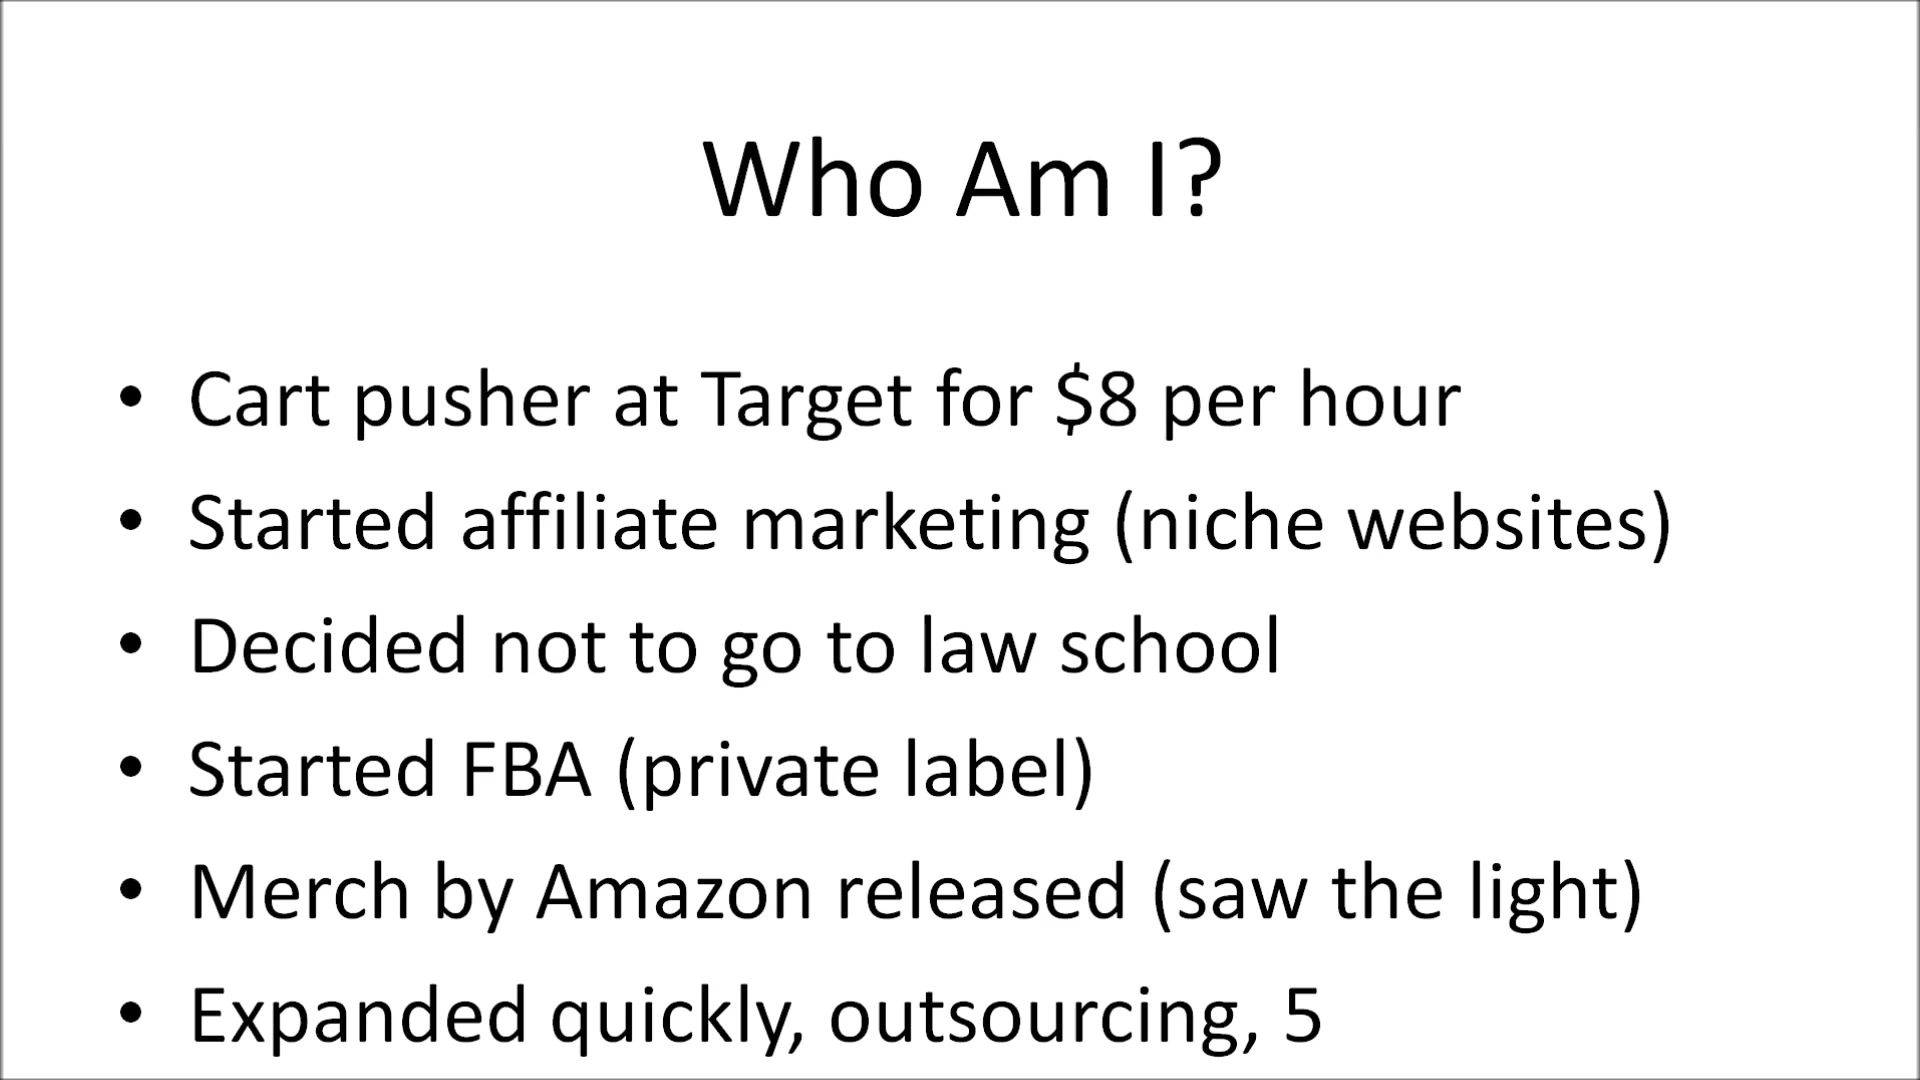 Who Am I?
• Cart pusher at Target for $8 per hour
• Started affiliate marketing (niche websites)
• Decided not to go to law school
• Started FBA (private label)
• Merch by Amazon released (saw the light)
• Expanded quickly, outsourcing, 5